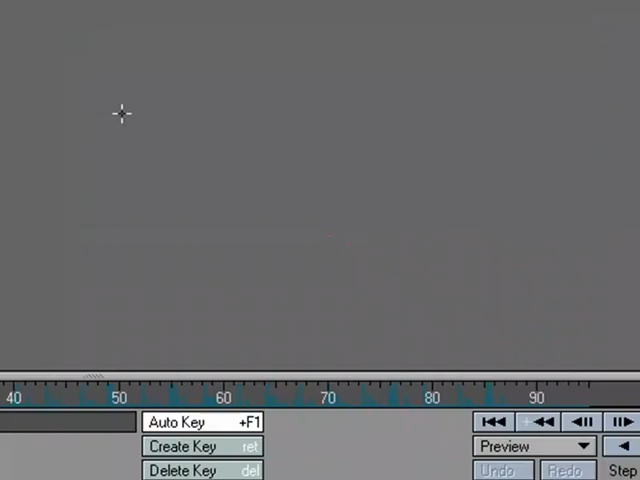 40 50 60 70 80 90
Auto Key +F1
Create Key ret
Preview
Delete Key del
Undo Redo Step